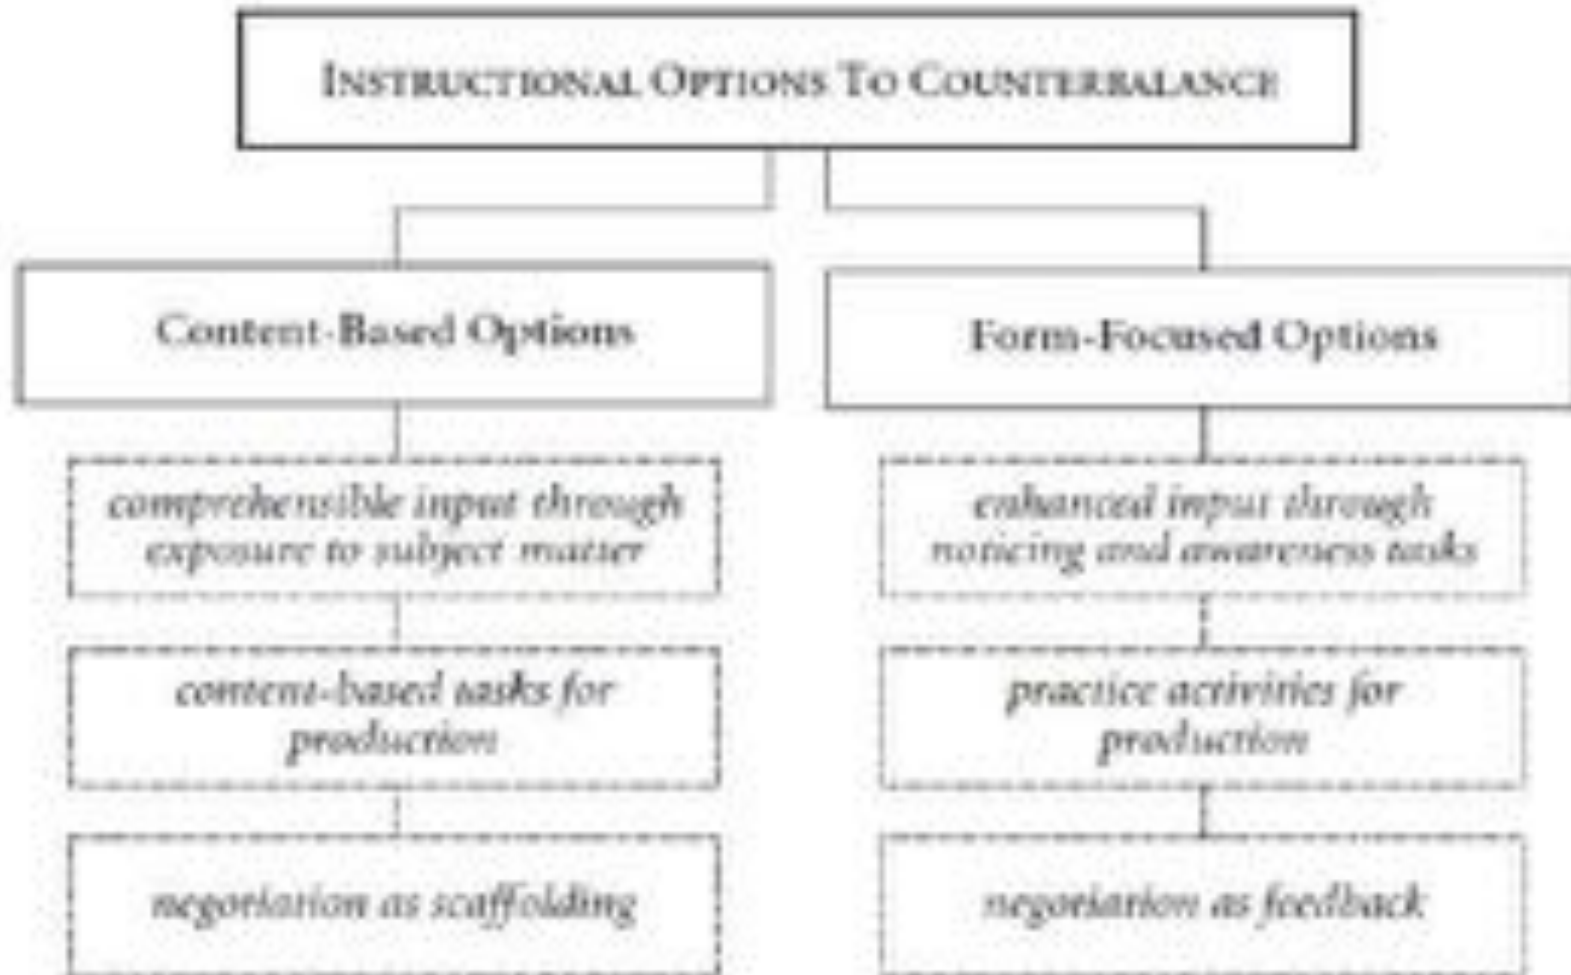 INSTRUCTIONAL OPTIONS TO COUNTERBALANCE
Content-Based Options
Form-Focused Options
comprehensible input through
exposure to subject matter
enhanced input through
noticing and awareness tasks
content-based tasks for
production
practice activities for
production
negotiation as scaffolding
negotiation as feedback